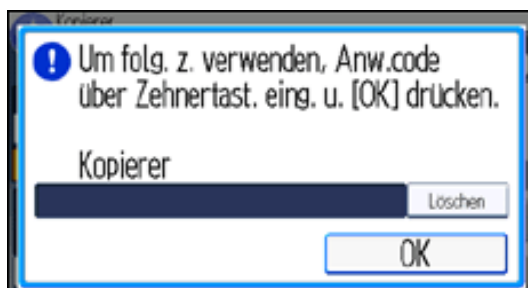 Kopierer
Um folg. z. verwenden, Anw.code
über Zehnertast. eing. u. [OK] drücken.
Kopierer
Löschen
OK